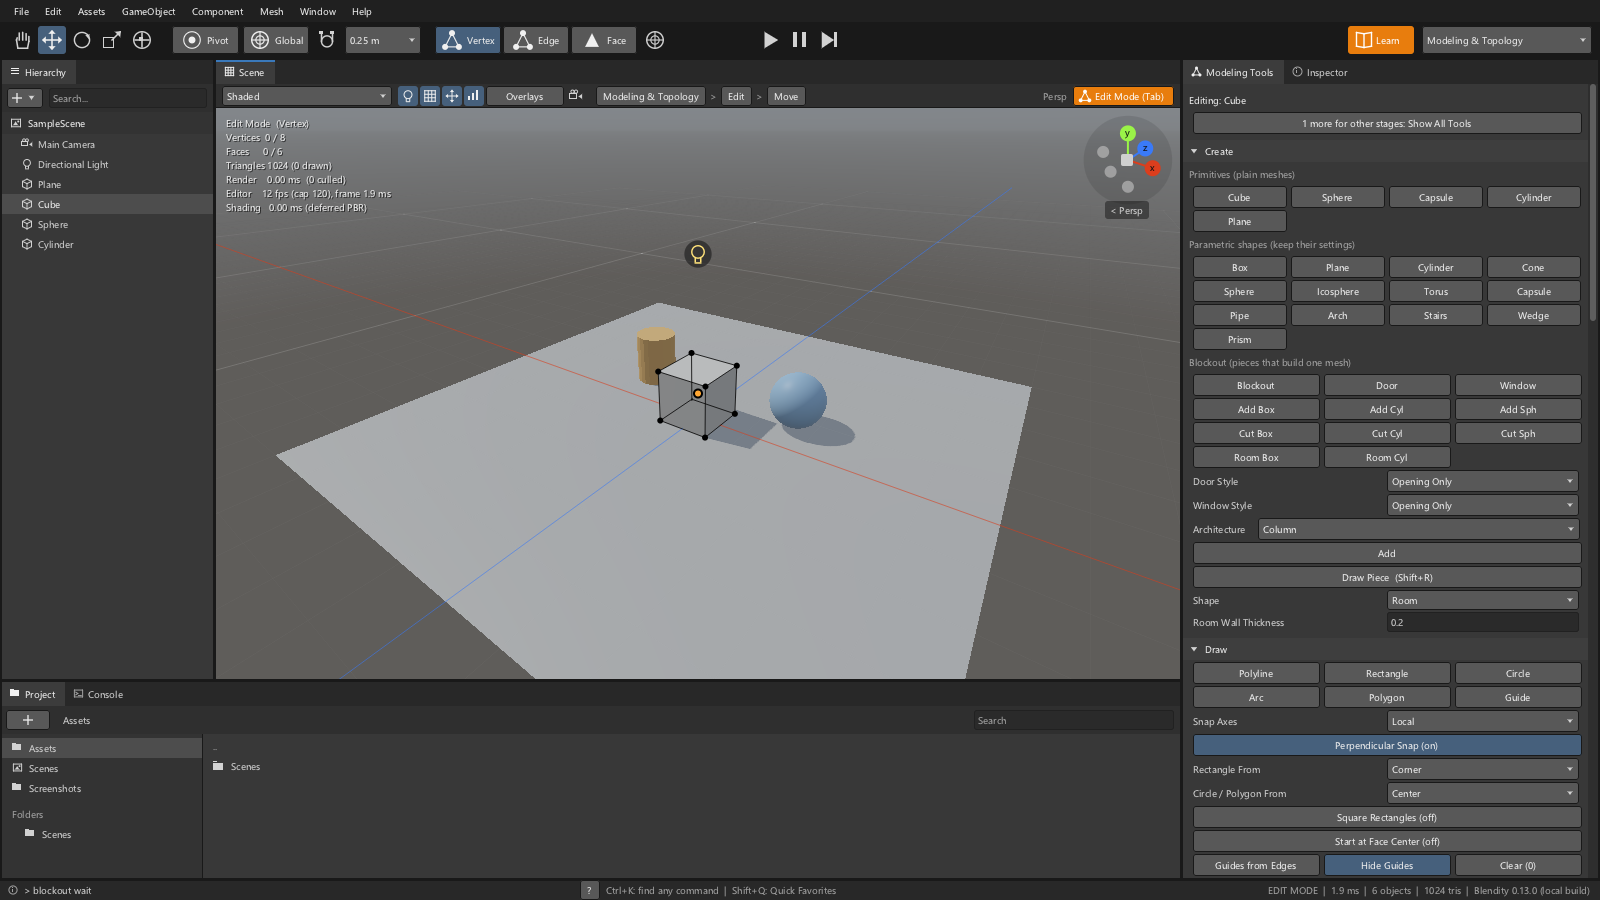 File Edit Assets GameObject Component Mesh Window Help
Pivot Global 0.25 m Vertex Edge Face Learn Modeling & Topology
Hierarchy
Search...
SampleScene
Main Camera
Directional Light
Plane
Cube
Sphere
Cylinder
Scene
Shaded Overlays Modeling & Topology > Edit > Move Persp Edit Mode (Tab)
Edit Mode (Vertex)
Vertices 0 / 8
Faces 0 / 6
Triangles 1024 (0 drawn)
Render 0.00 ms (0 culled)
Editor 12 fps (cap 120), frame 1.9 ms
Shading 0.00 ms (deferred PBR)
y
z
x
< Persp
Modeling Tools Inspector
Editing: Cube
1 more for other stages: Show All Tools
Create
Primitives (plain meshes)
Cube Sphere Capsule Cylinder
Plane
Parametric shapes (keep their settings)
Box Plane Cylinder Cone
Sphere Icosphere Torus Capsule
Pipe Arch Stairs Wedge
Prism
Blockout (pieces that build one mesh)
Blockout Door Window
Add Box Add Cyl Add Sph
Cut Box Cut Cyl Cut Sph
Room Box Room Cyl
Door Style Opening Only
Window Style Opening Only
Architecture Column
Add
Draw Piece (Shift+R)
Shape Room
Room Wall Thickness 0.2
Draw
Polyline Rectangle Circle
Arc Polygon Guide
Snap Axes Local
Perpendicular Snap (on)
Rectangle From Corner
Circle / Polygon From Center
Square Rectangles (off)
Start at Face Center (off)
Guides from Edges Hide Guides Clear (0)
Project Console
Assets Search
Assets
Scenes
Screenshots
Folders
Scenes
..
Scenes
> blockout wait ? Ctrl+K: find any command | Shift+Q: Quick Favorites EDIT MODE | 1.9 ms | 6 objects | 1024 tris | Blendity 0.13.0 (local build)